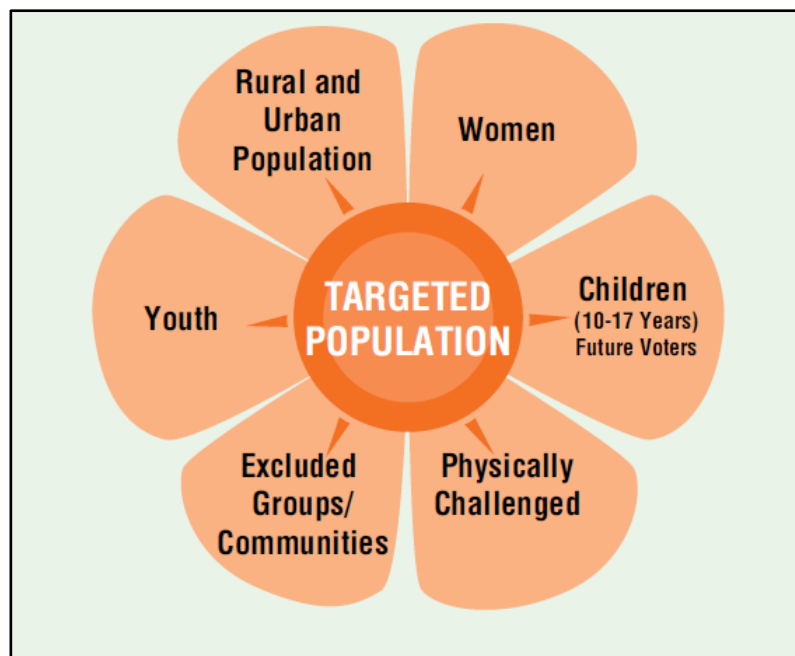 Rural and
Urban
Population
Women
Children
(10-17 Years)
Future Voters
Physically
Challenged
Excluded
Groups/
Communities
Youth
TARGETED
POPULATION